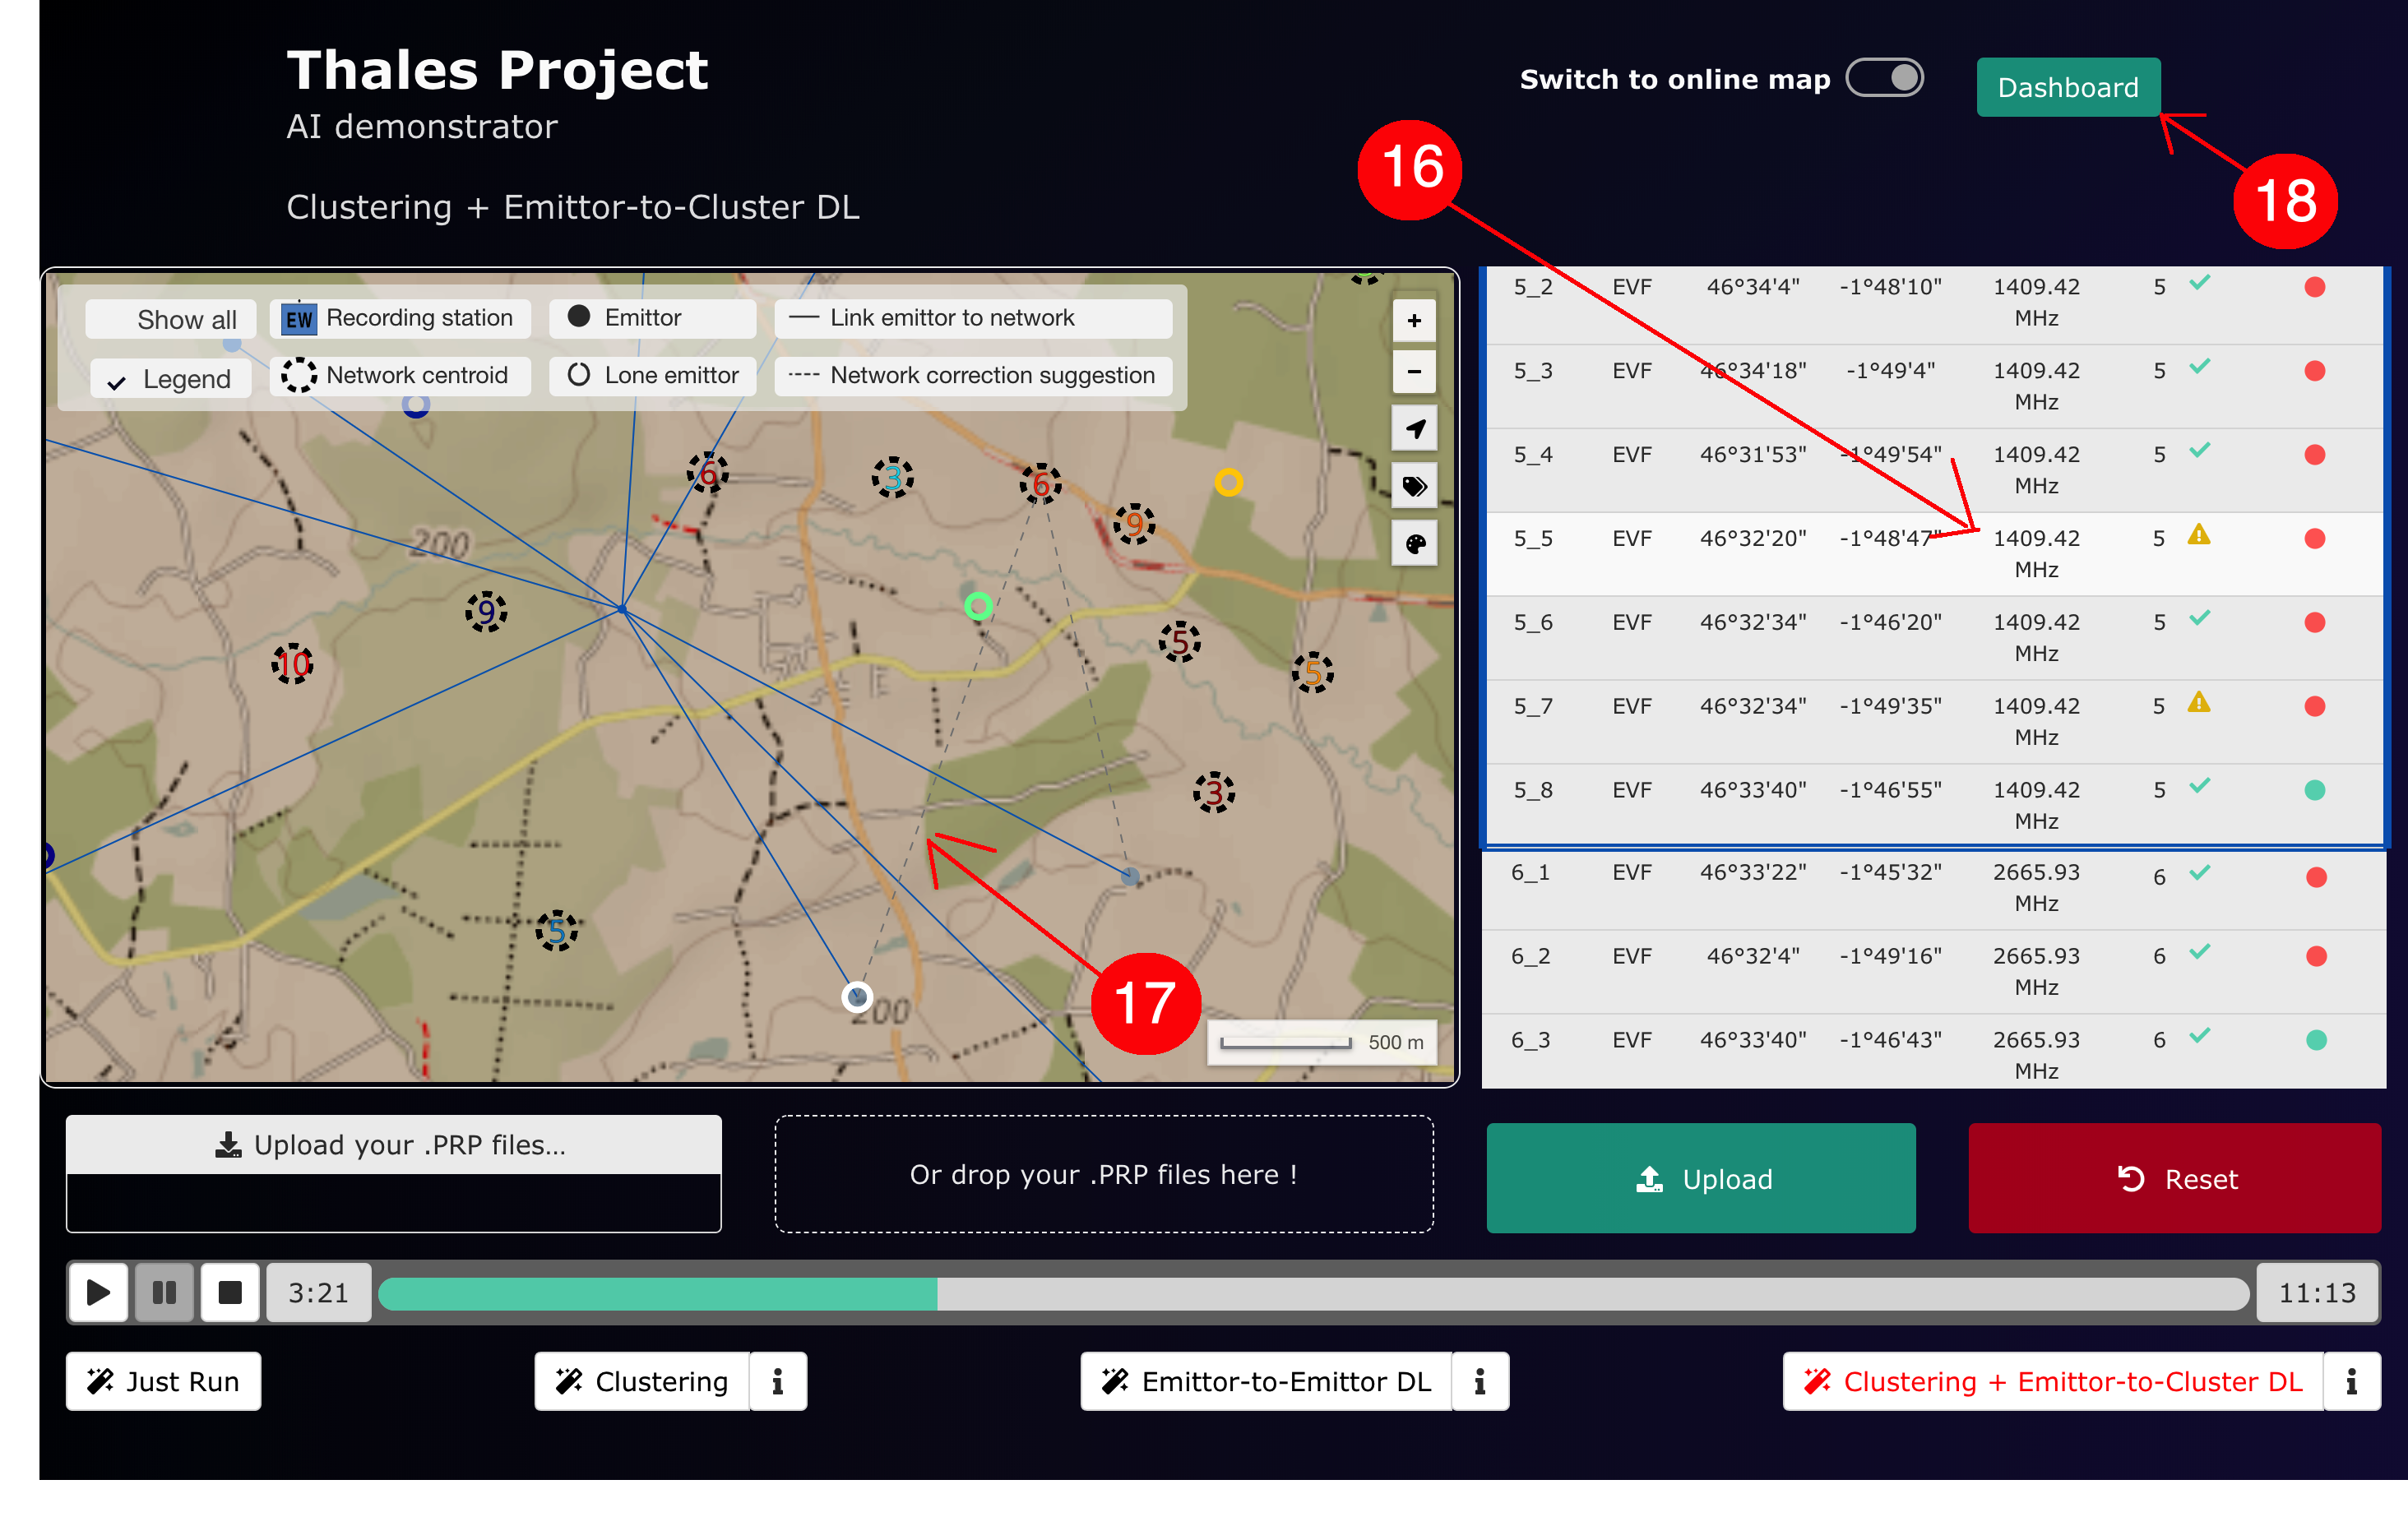 Thales Project
AI demonstrator
Clustering + Emittor-to-Cluster DL
Switch to online map
Dashboard
16
18
Show all
EW Recording station
Emittor
Link emittor to network
Legend
Network centroid
Lone emittor
Network correction suggestion
+
−
6
3
6
9
200
9
10
5
5
3
5
200
17
500 m
5_2 EVF 46°34'4" -1°48'10" 1409.42 5
MHz
5_3 EVF 46°34'18" -1°49'4" 1409.42 5
MHz
5_4 EVF 46°31'53" -1°49'54" 1409.42 5
MHz
5_5 EVF 46°32'20" -1°48'47" 1409.42 5
MHz
5_6 EVF 46°32'34" -1°46'20" 1409.42 5
MHz
5_7 EVF 46°32'34" -1°49'35" 1409.42 5
MHz
5_8 EVF 46°33'40" -1°46'55" 1409.42 5
MHz
6_1 EVF 46°33'22" -1°45'32" 2665.93 6
MHz
6_2 EVF 46°32'4" -1°49'16" 2665.93 6
MHz
6_3 EVF 46°33'40" -1°46'43" 2665.93 6
MHz
Upload your .PRP files...
Or drop your .PRP files here !
Upload
Reset
3:21
11:13
Just Run
Clustering i
Emittor-to-Emittor DL i
Clustering + Emittor-to-Cluster DL i